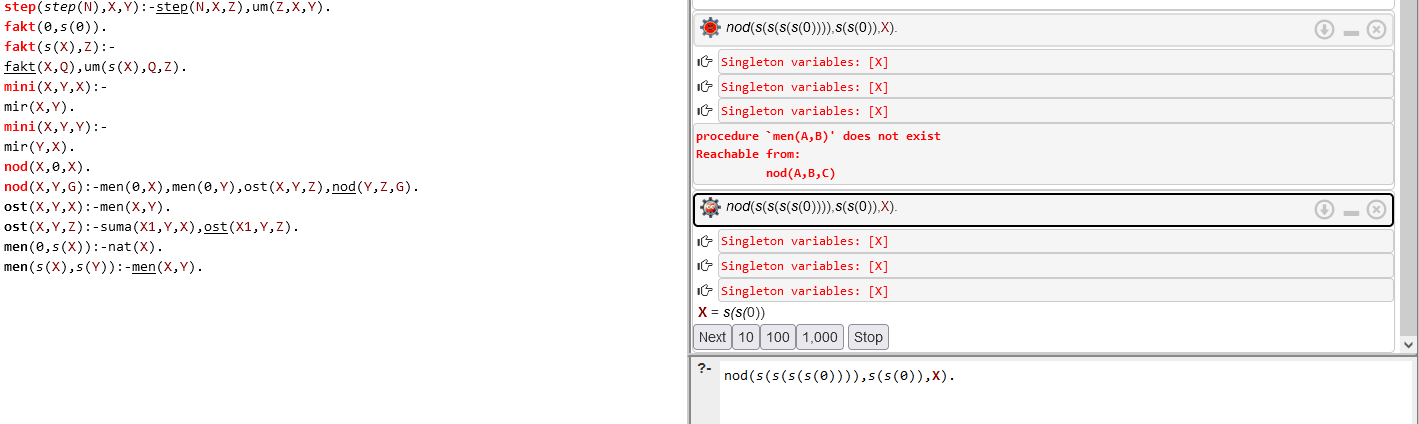 step(step(N),X,Y):-step(N,X,Z),um(Z,X,Y).
fakt(0,s(0)).
fakt(s(X),Z):-
fakt(X,Q),um(s(X),Q,Z).
mini(X,Y,X):-
mir(X,Y).
mini(X,Y,Y):-
mir(Y,X).
nod(X,0,X).
nod(X,Y,G):-men(0,X),men(0,Y),ost(X,Y,Z),nod(Y,Z,G).
ost(X,Y,X):-men(X,Y).
ost(X,Y,Z):-suma(X1,Y,X),ost(X1,Y,Z).
men(0,s(X)):-nat(X).
men(s(X),s(Y)):-men(X,Y).
nod(s(s(s(s(0)))),s(s(0)),X).
Singleton variables: [X]
Singleton variables: [X]
Singleton variables: [X]
procedure `men(A,B)' does not exist
Reachable from:
nod(A,B,C)
nod(s(s(s(s(0)))),s(s(0)),X).
Singleton variables: [X]
Singleton variables: [X]
Singleton variables: [X]
X = s(s(0))
Next 10 100 1,000 Stop
?- nod(s(s(s(s(0)))),s(s(0)),X).